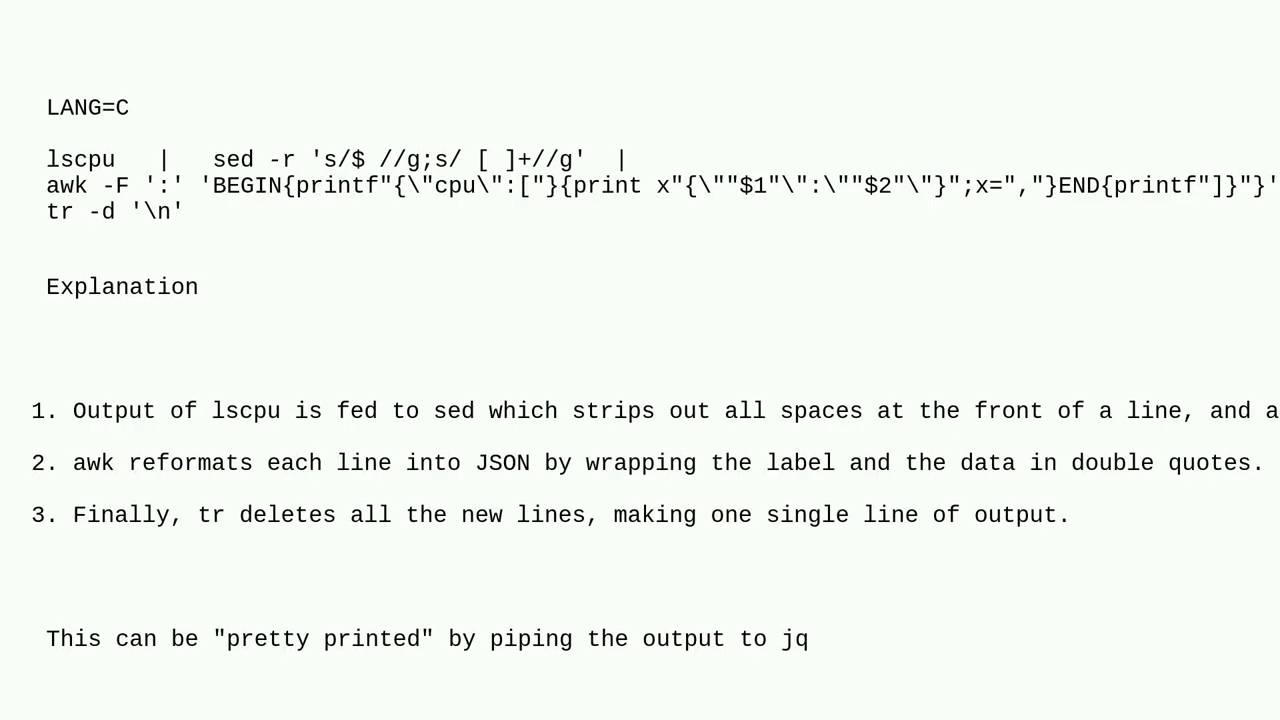 LANG=C
lscpu | sed -r 's/$ //g;s/ [ ]+//g' |
awk -F ':' 'BEGIN{printf"{\"cpu\":["}{print x"{\""$1"\":\""$2"\"}";x=","}END{printf"]}"}'
tr -d '\n'
Explanation
1. Output of lscpu is fed to sed which strips out all spaces at the front of a line, and a
2. awk reformats each line into JSON by wrapping the label and the data in double quotes.
3. Finally, tr deletes all the new lines, making one single line of output.
This can be "pretty printed" by piping the output to jq